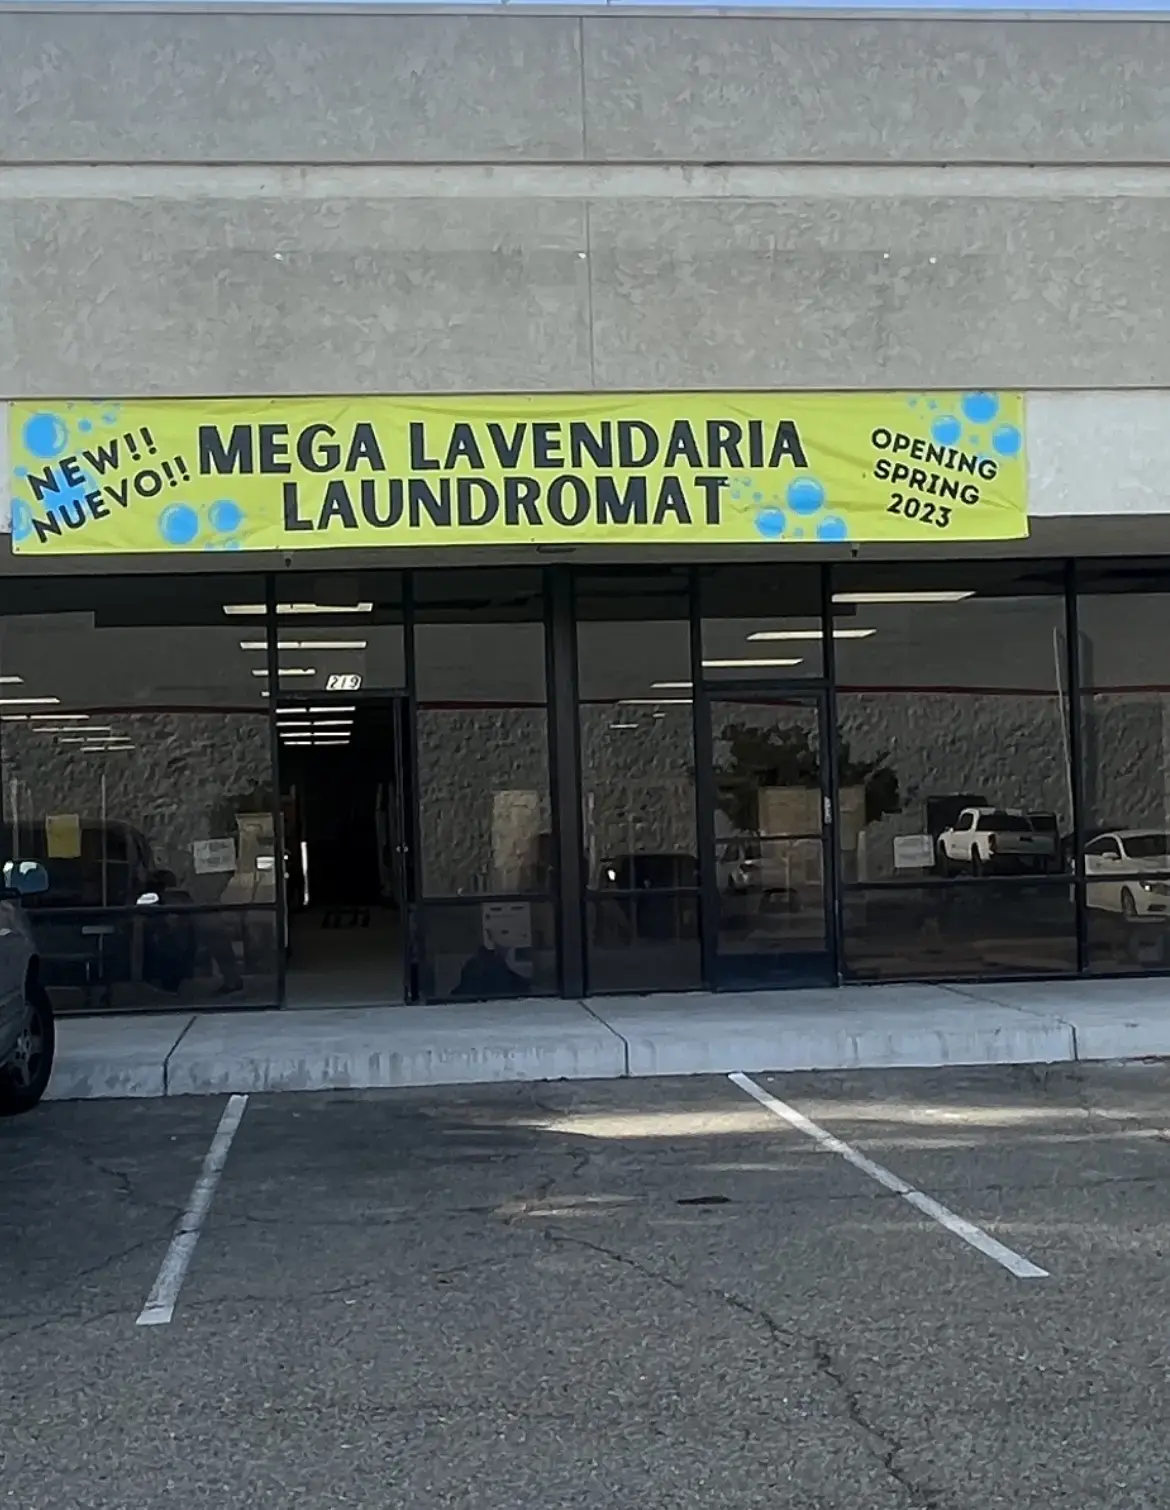 NEW!!
NUEVO!!
MEGA LAVENDARIA
LAUNDROMAT
OPENING
SPRING
2023
219